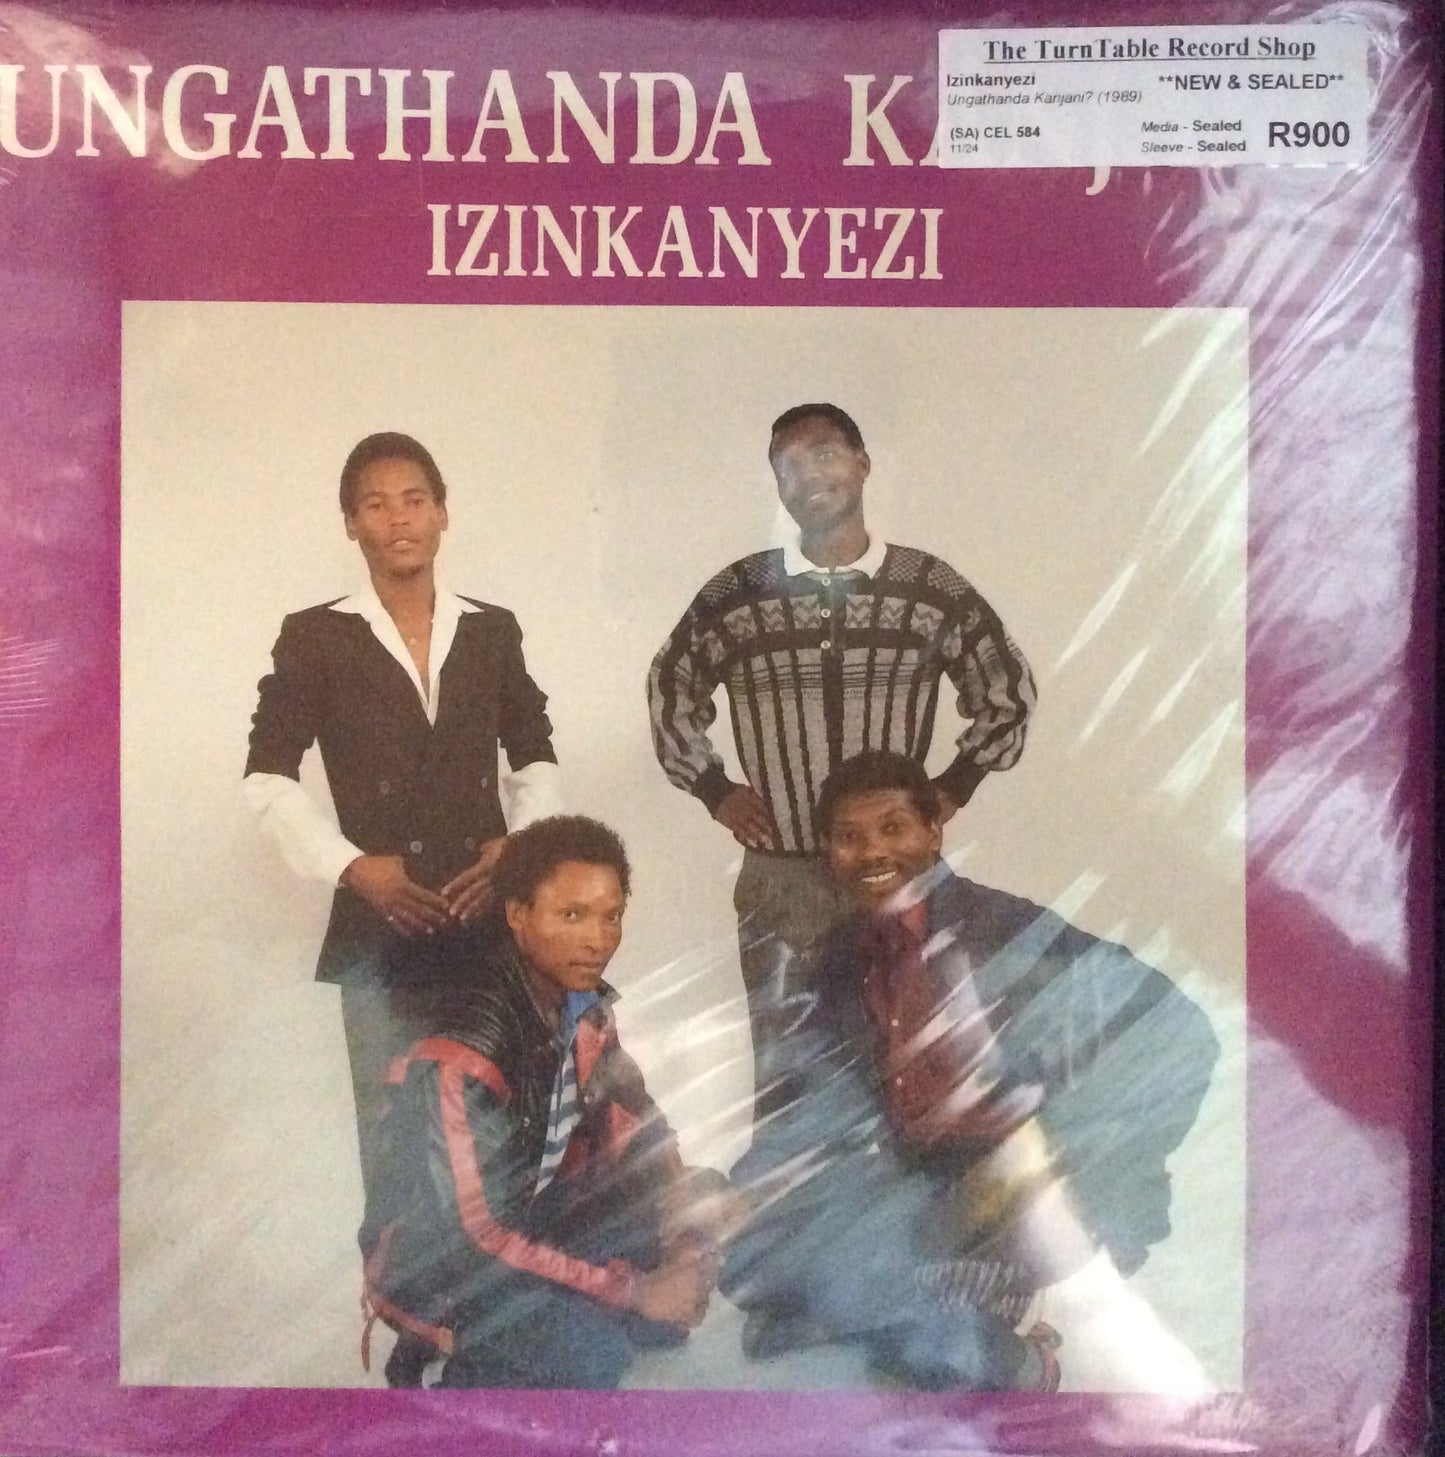 UNGATHANDA
IZINKANYEZI
The TurnTable Record Shop
Izinkanyezi **NEW & SEALED**
Ungathanda Kanjani? (1989)
(SA) CEL 584 Media - Sealed R900
11/24 Sleeve - Sealed